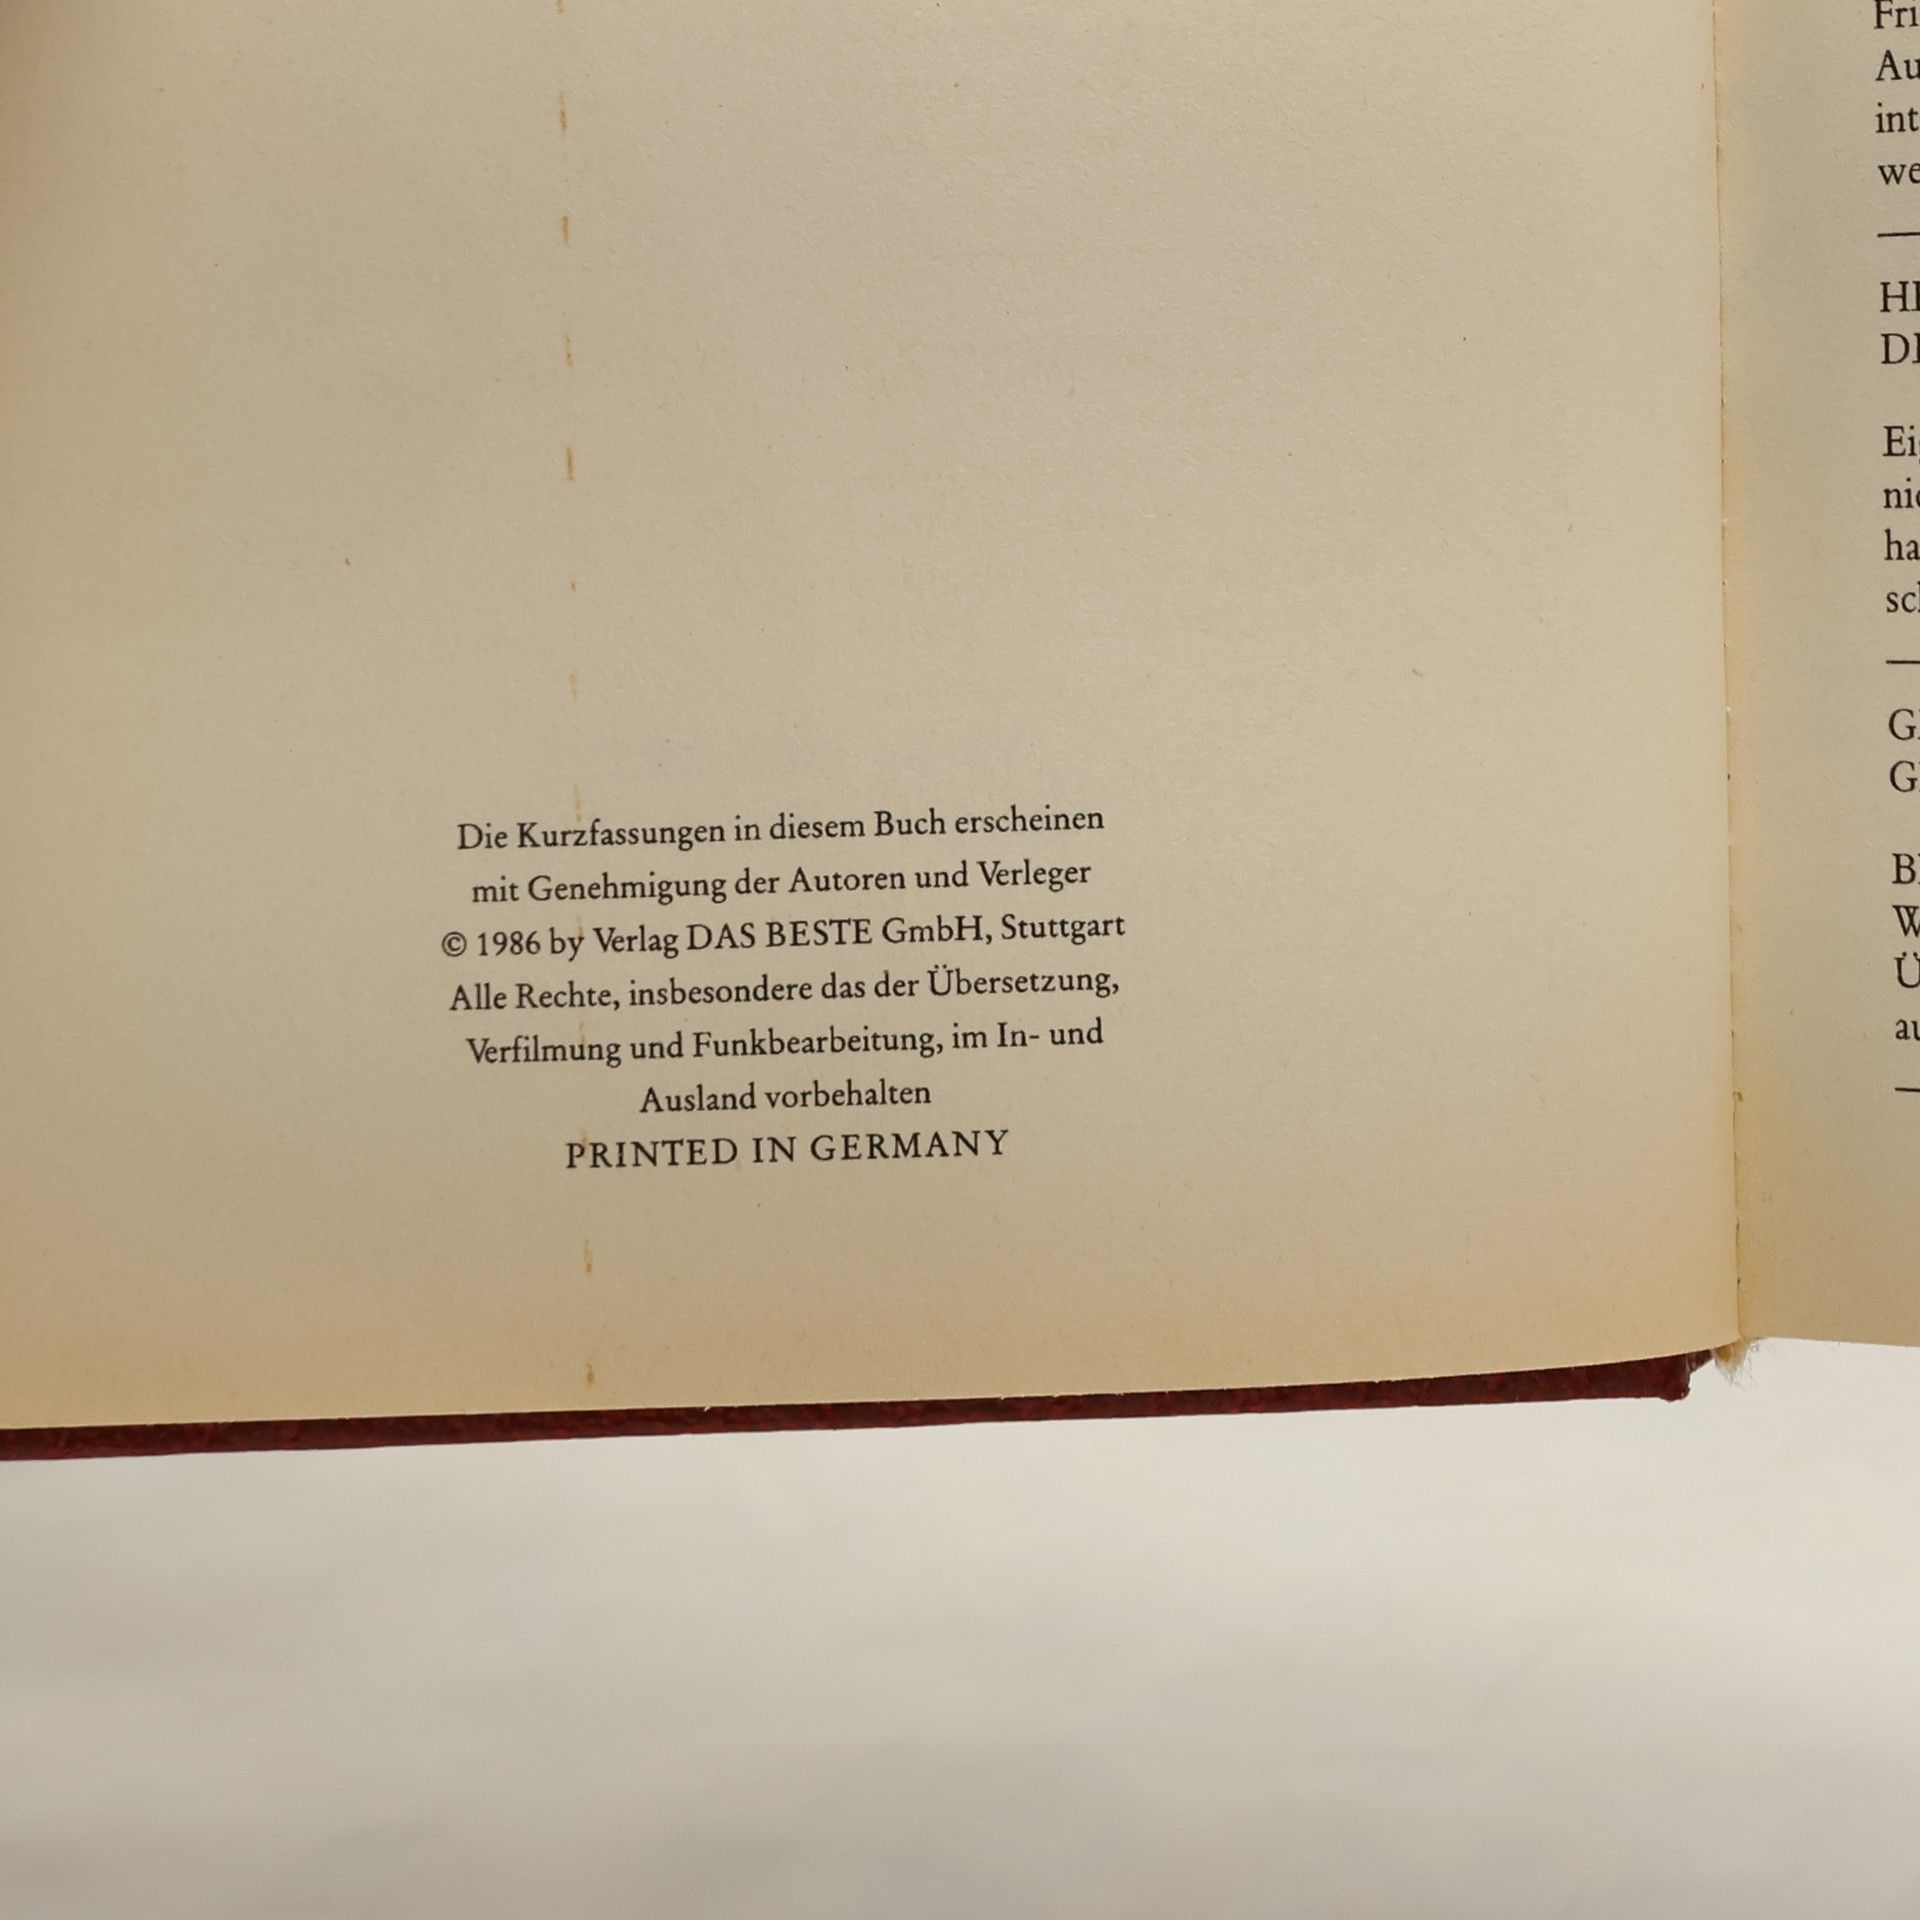 Die Kurzfassungen in diesem Buch erscheinen
mit Genehmigung der Autoren und Verleger
© 1986 by Verlag DAS BESTE GmbH, Stuttgart
Alle Rechte, insbesondere das der Übersetzung,
Verfilmung und Funkbearbeitung, im In- und
Ausland vorbehalten
PRINTED IN GERMANY